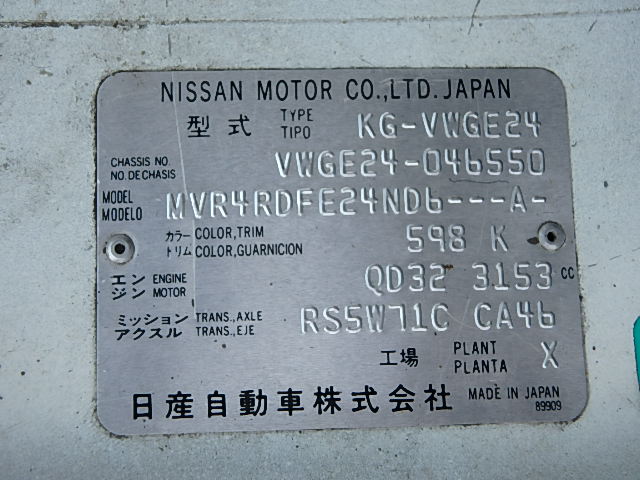 NISSAN MOTOR CO.,LTD. JAPAN
型式 TYPE TIPO KG-VWGE24
CHASSIS NO. NO. DE CHASIS VWGE24-046550
MODEL MODELO MVR4RDFE24ND6---A-
カラー トリム COLOR,TRIM COLOR,GUARNICION 598 K
エンジン ENGINE MOTOR QD32 3153 CC
ミッション アクスル TRANS.,AXLE TRANS.,EJE RS5W71C CA46
工場 PLANT PLANTA X
日産自動車株式会社 MADE IN JAPAN
89909